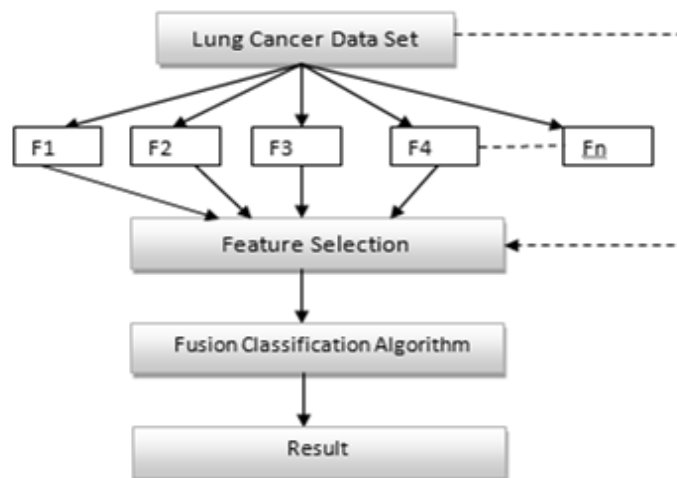 Lung Cancer Data Set
F1
F2
F3
F4
Fn
Feature Selection
Fusion Classification Algorithm
Result